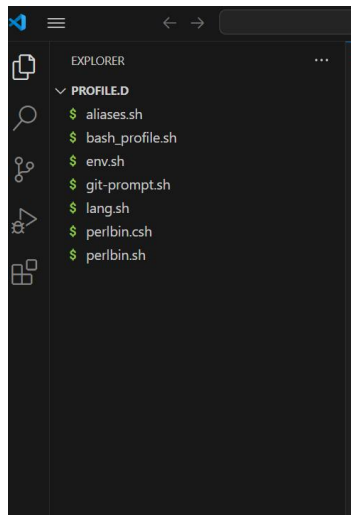 EXPLORER ...
PROFILE.D
$ aliases.sh
$ bash_profile.sh
$ env.sh
$ git-prompt.sh
$ lang.sh
$ perlbin.csh
$ perlbin.sh